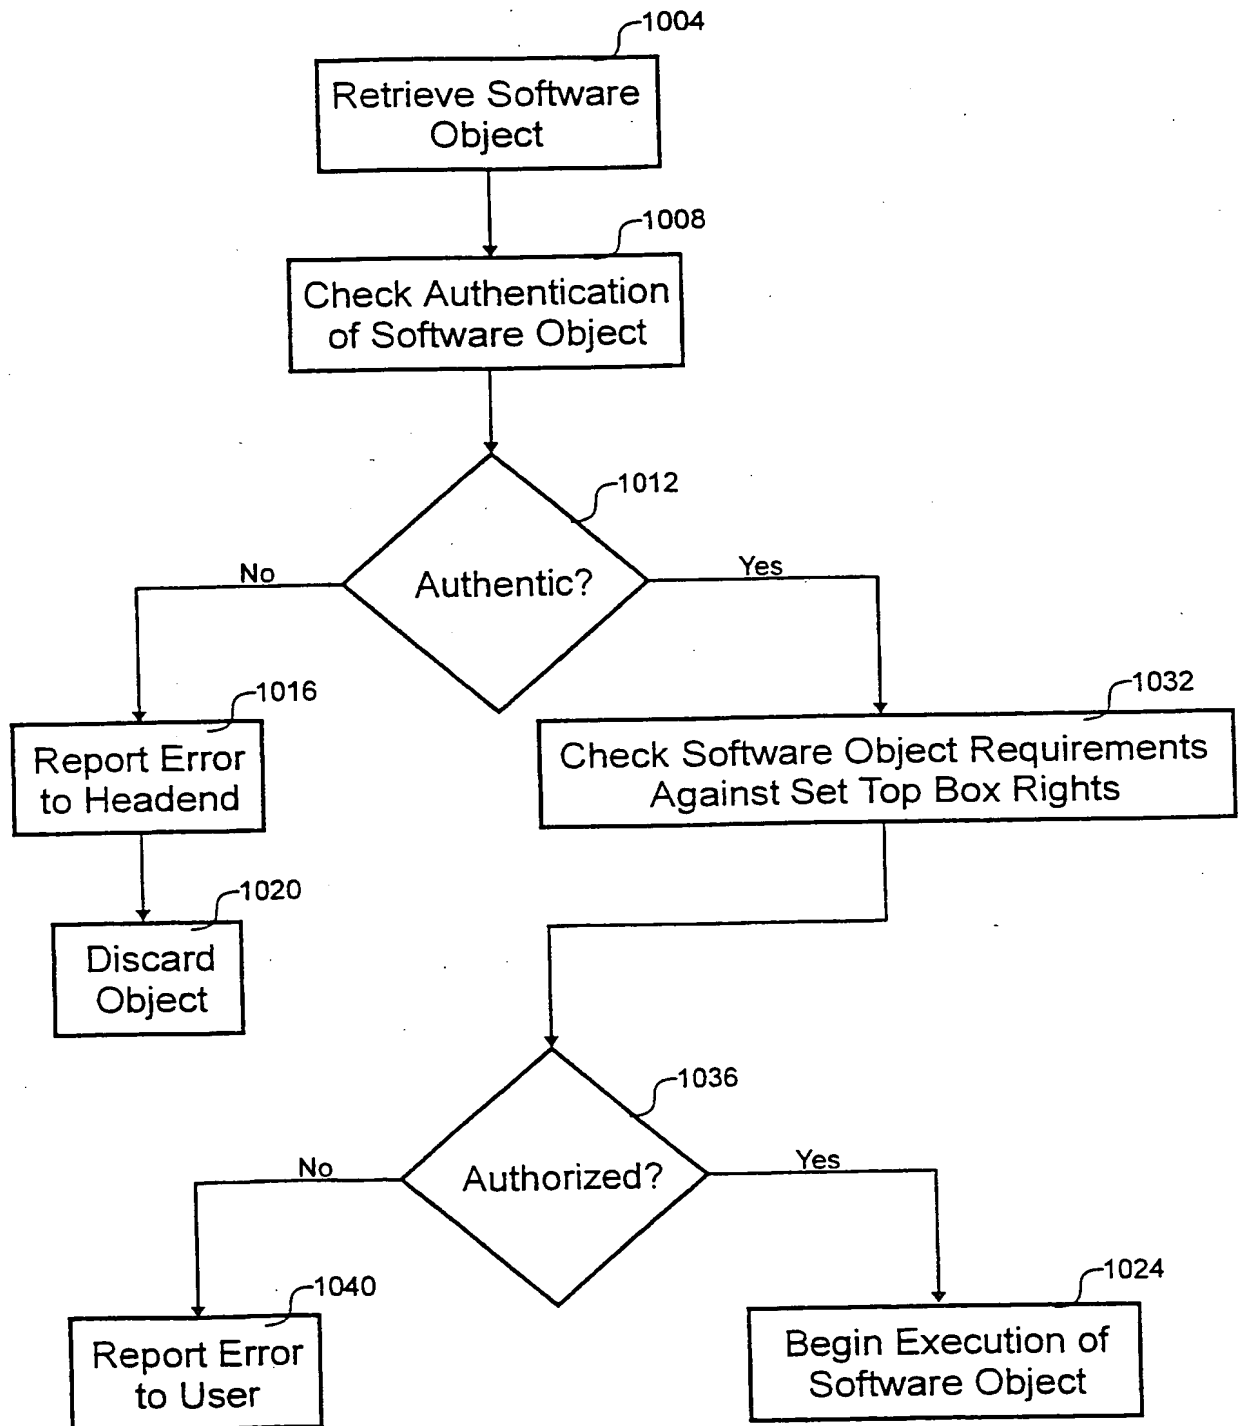 1004
Retrieve Software
Object
1008
Check Authentication
of Software Object
1012
Authentic?
No
Yes
1016
Report Error
to Headend
1032
Check Software Object Requirements
Against Set Top Box Rights
1020
Discard
Object
1036
Authorized?
No
Yes
1040
Report Error
to User
1024
Begin Execution of
Software Object